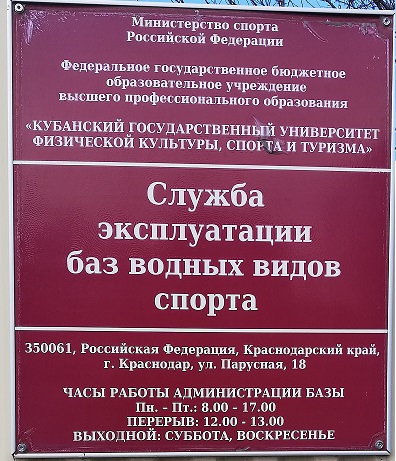 Министерство спорта
Российской Федерации
Федеральное государственное бюджетное
образовательное учреждение
высшего профессионального образования
«КУБАНСКИЙ ГОСУДАРСТВЕННЫЙ УНИВЕРСИТЕТ
ФИЗИЧЕСКОЙ КУЛЬТУРЫ, СПОРТА И ТУРИЗМА»
Служба
эксплуатации
баз водных видов
спорта
350061, Российская Федерация, Краснодарский край,
г. Краснодар, ул. Парусная, 18
ЧАСЫ РАБОТЫ АДМИНИСТРАЦИИ БАЗЫ
Пн. - Пт.: 8.00 - 17.00
ПЕРЕРЫВ: 12.00 - 13.00
ВЫХОДНОЙ: СУББОТА, ВОСКРЕСЕНЬЕ